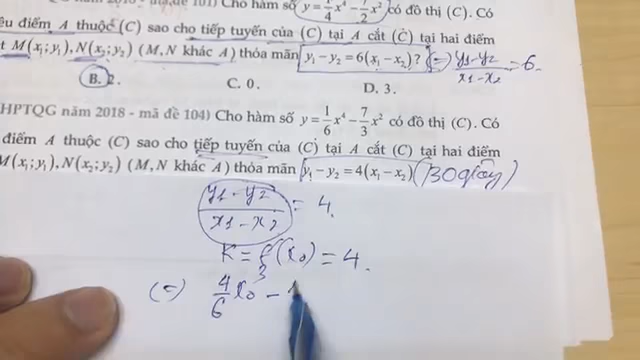 101) Cho hàm số y = 1/4 x⁴ − 7/2 x² có đồ thị (C). Có
êu điểm A thuộc (C) sao cho tiếp tuyến của (C) tại A cắt (C) tại hai điểm
t M(x₁;y₁), N(x₂;y₂) (M,N khác A) thỏa mãn y₁ − y₂ = 6(x₁ − x₂)? (=) y1-y2/x1-x2 = 6.
B. 2. C. 0. D. 3.
HPTQG năm 2018 - mã đề 104) Cho hàm số y = 1/6 x⁴ − 7/3 x² có đồ thị (C). Có
điểm A thuộc (C) sao cho tiếp tuyến của (C) tại A cắt (C) tại hai điểm
M(x₁;y₁), N(x₂;y₂) (M,N khác A) thỏa mãn y₁ − y₂ = 4(x₁ − x₂) (30 giây)
y1-y2/x1-x2 = 4.
K = f'(x₀) = 4.
(=) 4/6 x₀³ -